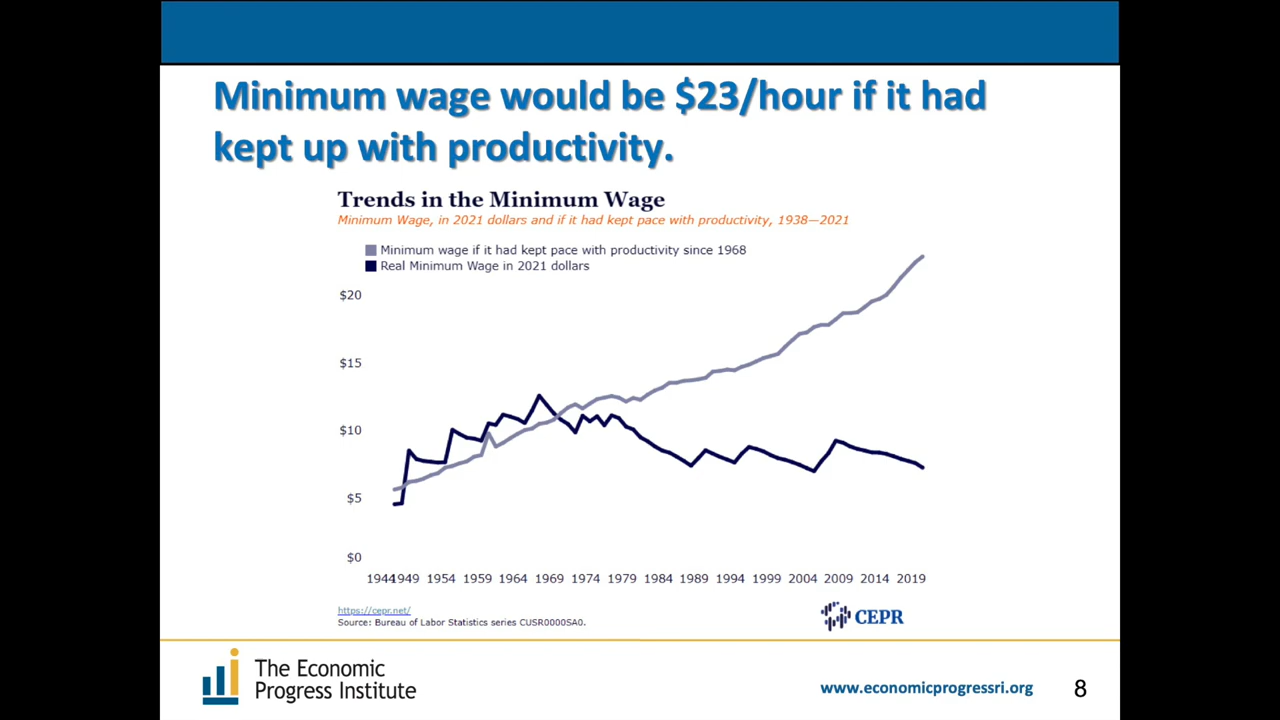 Minimum wage would be $23/hour if it had
kept up with productivity.
Trends in the Minimum Wage
Minimum Wage, in 2021 dollars and if it had kept pace with productivity, 1938—2021
Minimum wage if it had kept pace with productivity since 1968
Real Minimum Wage in 2021 dollars
$20
$15
$10
$5
$0
1944 1949 1954 1959 1964 1969 1974 1979 1984 1989 1994 1999 2004 2009 2014 2019
https://cepr.net/
Source: Bureau of Labor Statistics series CUSR0000SA0.
CEPR
The Economic
Progress Institute
www.economicprogressri.org
8